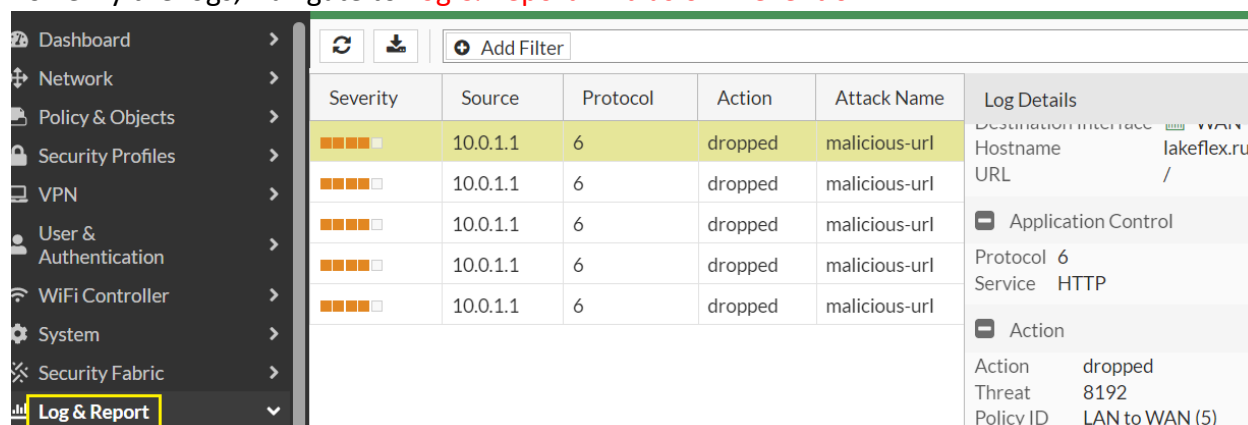 Dashboard
Network
Policy & Objects
Security Profiles
VPN
User &
Authentication
WiFi Controller
System
Security Fabric
Log & Report
Add Filter
Severity Source Protocol Action Attack Name
10.0.1.1 6 dropped malicious-url
10.0.1.1 6 dropped malicious-url
10.0.1.1 6 dropped malicious-url
10.0.1.1 6 dropped malicious-url
10.0.1.1 6 dropped malicious-url
Log Details
Destination Interface WAN
Hostname lakeflex.ru
URL /
Application Control
Protocol 6
Service HTTP
Action
Action dropped
Threat 8192
Policy ID LAN to WAN (5)